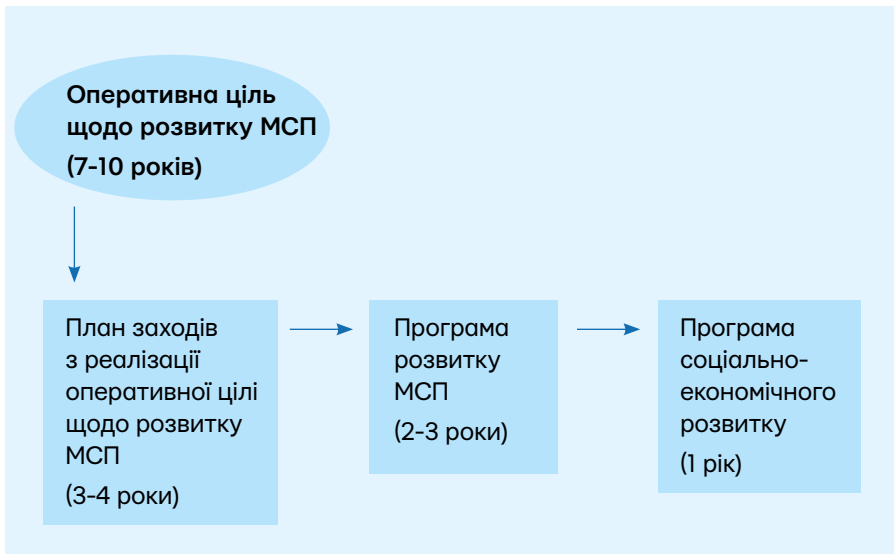 Оперативна ціль
щодо розвитку МСП
(7-10 років)
План заходів
з реалізації
оперативної цілі
щодо розвитку
МСП
(3-4 роки)
Програма
розвитку
МСП
(2-3 роки)
Програма
соціально-
економічного
розвитку
(1 рік)